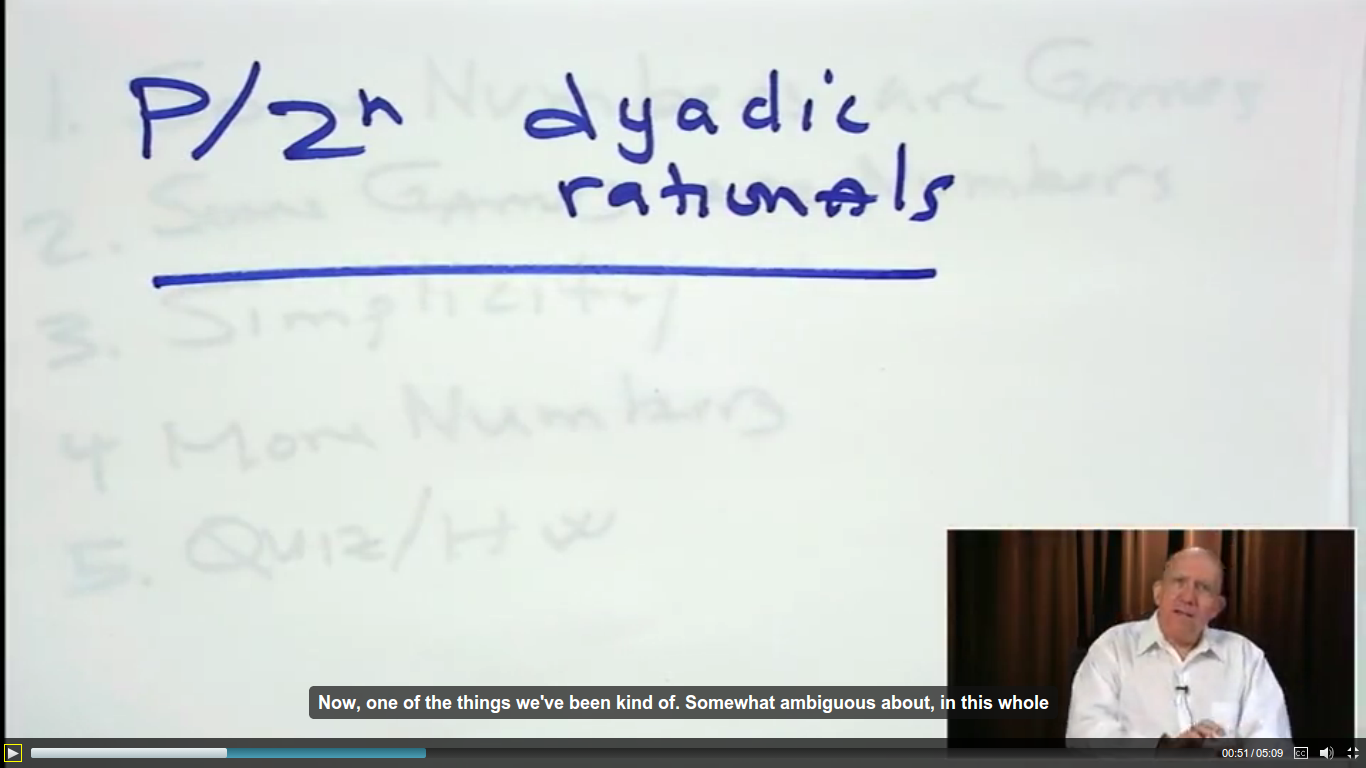 P/2ⁿ dyadic
rationals
1. Some Numbers are Games
2. Some Games are Numbers
3. Simplicity
4 More Numbers
5. Quiz/HW
Now, one of the things we've been kind of. Somewhat ambiguous about, in this whole
00:51/05:09
CC